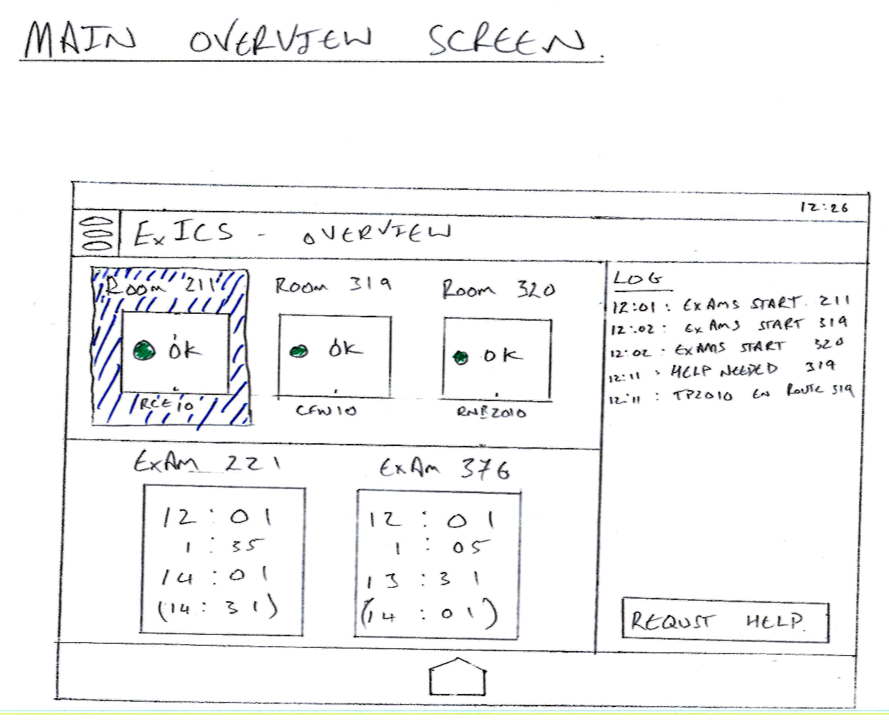 MAIN OVERVIEW SCREEN.
12:26
ExICS - OVERVIEW
Room 211
OK
RCE10
Room 319
OK
CFW10
Room 320
OK
RNB2010
LOG
12:01 : EXAMS START. 211
12:02 : EXAMS START 319
12:02 : EXAMS START 320
12:11 : HELP NEEDED 319
12:11 : TP2010 EN ROUTE 319
EXAM 221
12:01
1:35
14:01
(14:31)
EXAM 376
12:01
1:05
13:31
(14:01)
REQUST HELP.